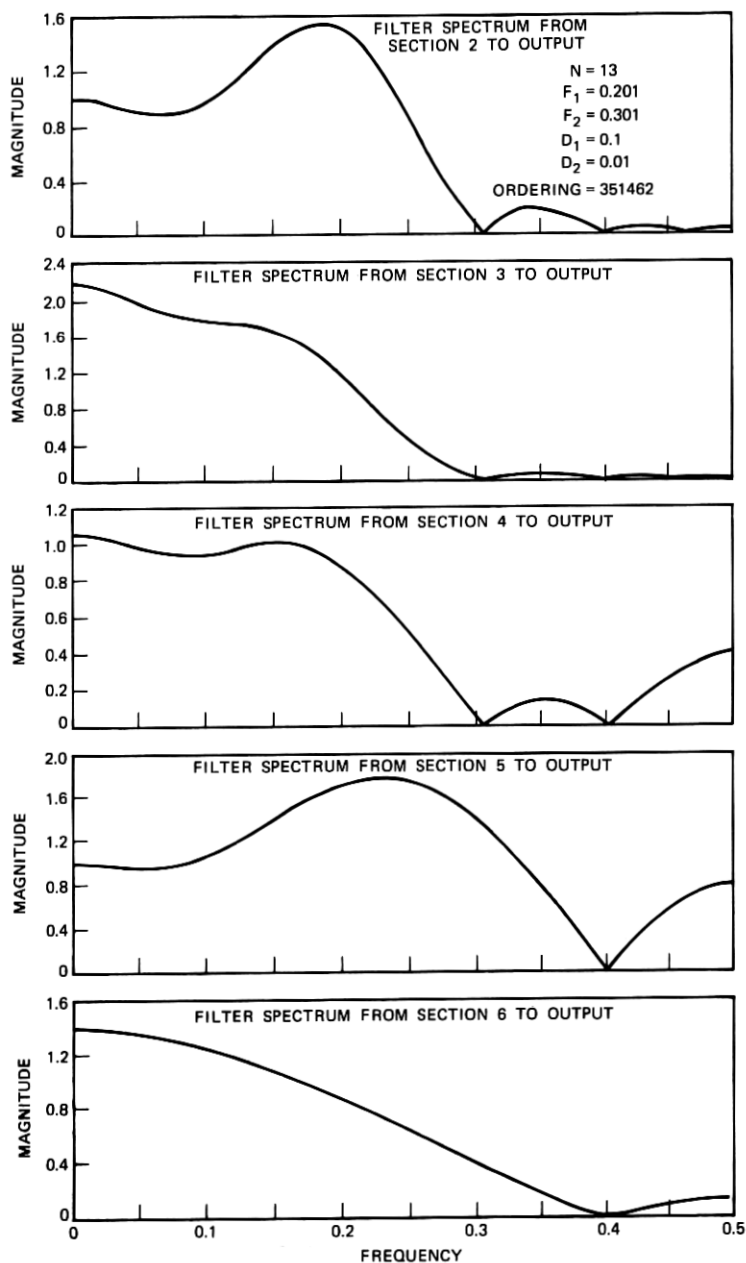 FILTER SPECTRUM FROM
SECTION 2 TO OUTPUT
N = 13
F₁ = 0.201
F₂ = 0.301
D₁ = 0.1
D₂ = 0.01
ORDERING = 351462
MAGNITUDE
1.6
1.2
0.8
0.4
0
FILTER SPECTRUM FROM SECTION 3 TO OUTPUT
MAGNITUDE
2.4
2.0
1.6
1.2
0.8
0.4
0
FILTER SPECTRUM FROM SECTION 4 TO OUTPUT
MAGNITUDE
1.2
1.0
0.8
0.6
0.4
0.2
0
FILTER SPECTRUM FROM SECTION 5 TO OUTPUT
MAGNITUDE
2.0
1.6
1.2
0.8
0.4
0
FILTER SPECTRUM FROM SECTION 6 TO OUTPUT
MAGNITUDE
1.6
1.2
0.8
0.4
0
0 0.1 0.2 0.3 0.4 0.5
FREQUENCY